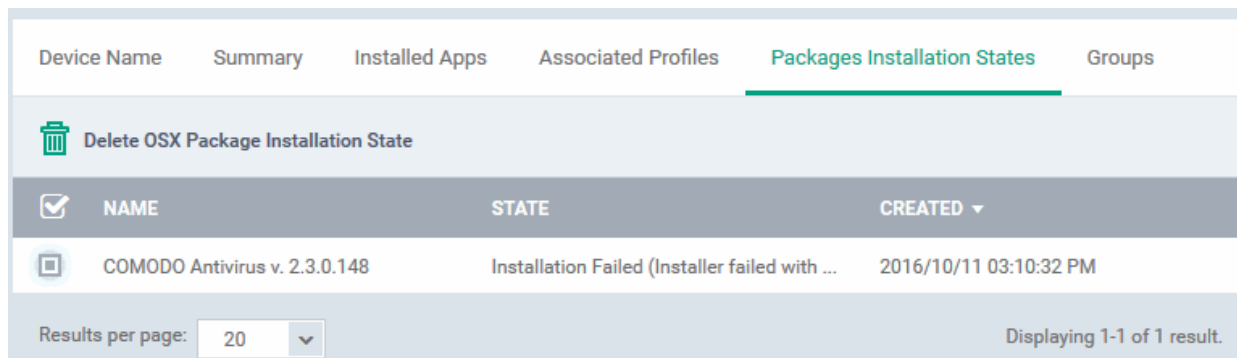 Device Name Summary Installed Apps Associated Profiles Packages Installation States Groups
Delete OSX Package Installation State
NAME STATE CREATED
COMODO Antivirus v. 2.3.0.148 Installation Failed (Installer failed with ... 2016/10/11 03:10:32 PM
Results per page: 20 Displaying 1-1 of 1 result.